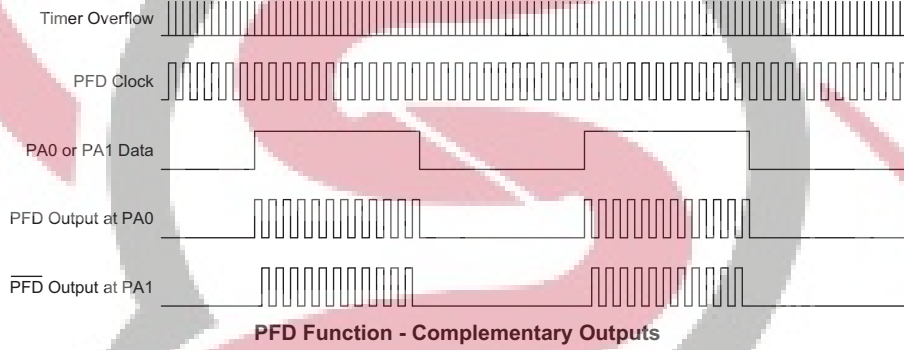 Timer Overflow
PFD Clock
PA0 or PA1 Data
PFD Output at PA0
P̅F̅D̅ Output at PA1
PFD Function - Complementary Outputs